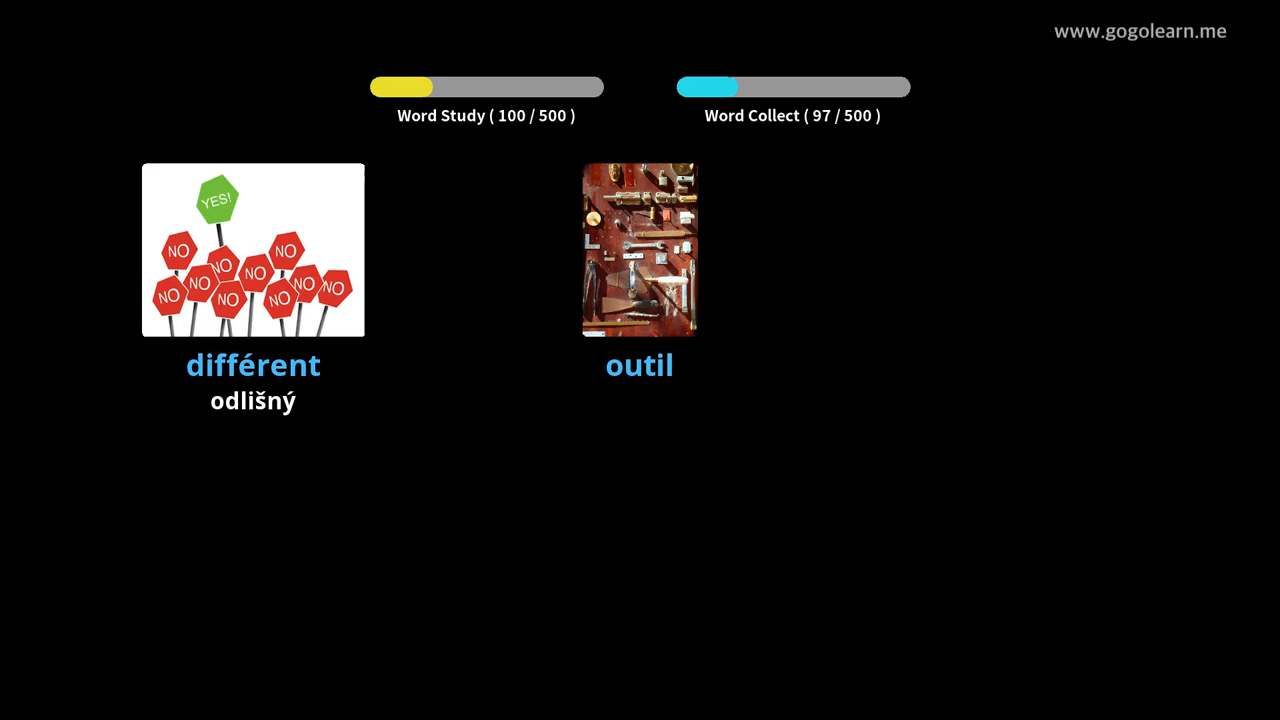 www.gogolearn.me
Word Study ( 100 / 500 )
Word Collect ( 97 / 500 )
YES!
NO
NO
NO
NO
NO
NO
NO
NO
NO
NO
différent
outil
odlišný